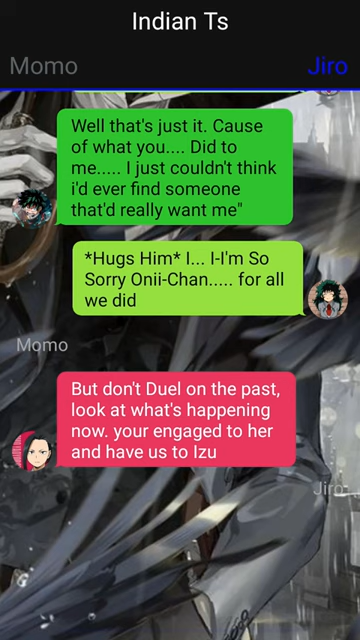 Indian Ts
Momo
Jiro
Well that's just it. Cause
of what you.... Did to
me..... I just couldn't think
i'd ever find someone
that'd really want me"
*Hugs Him* I... I-I'm So
Sorry Onii-Chan..... for all
we did
Momo
But don't Duel on the past,
look at what's happening
now. your engaged to her
and have us to Izu
Jiro